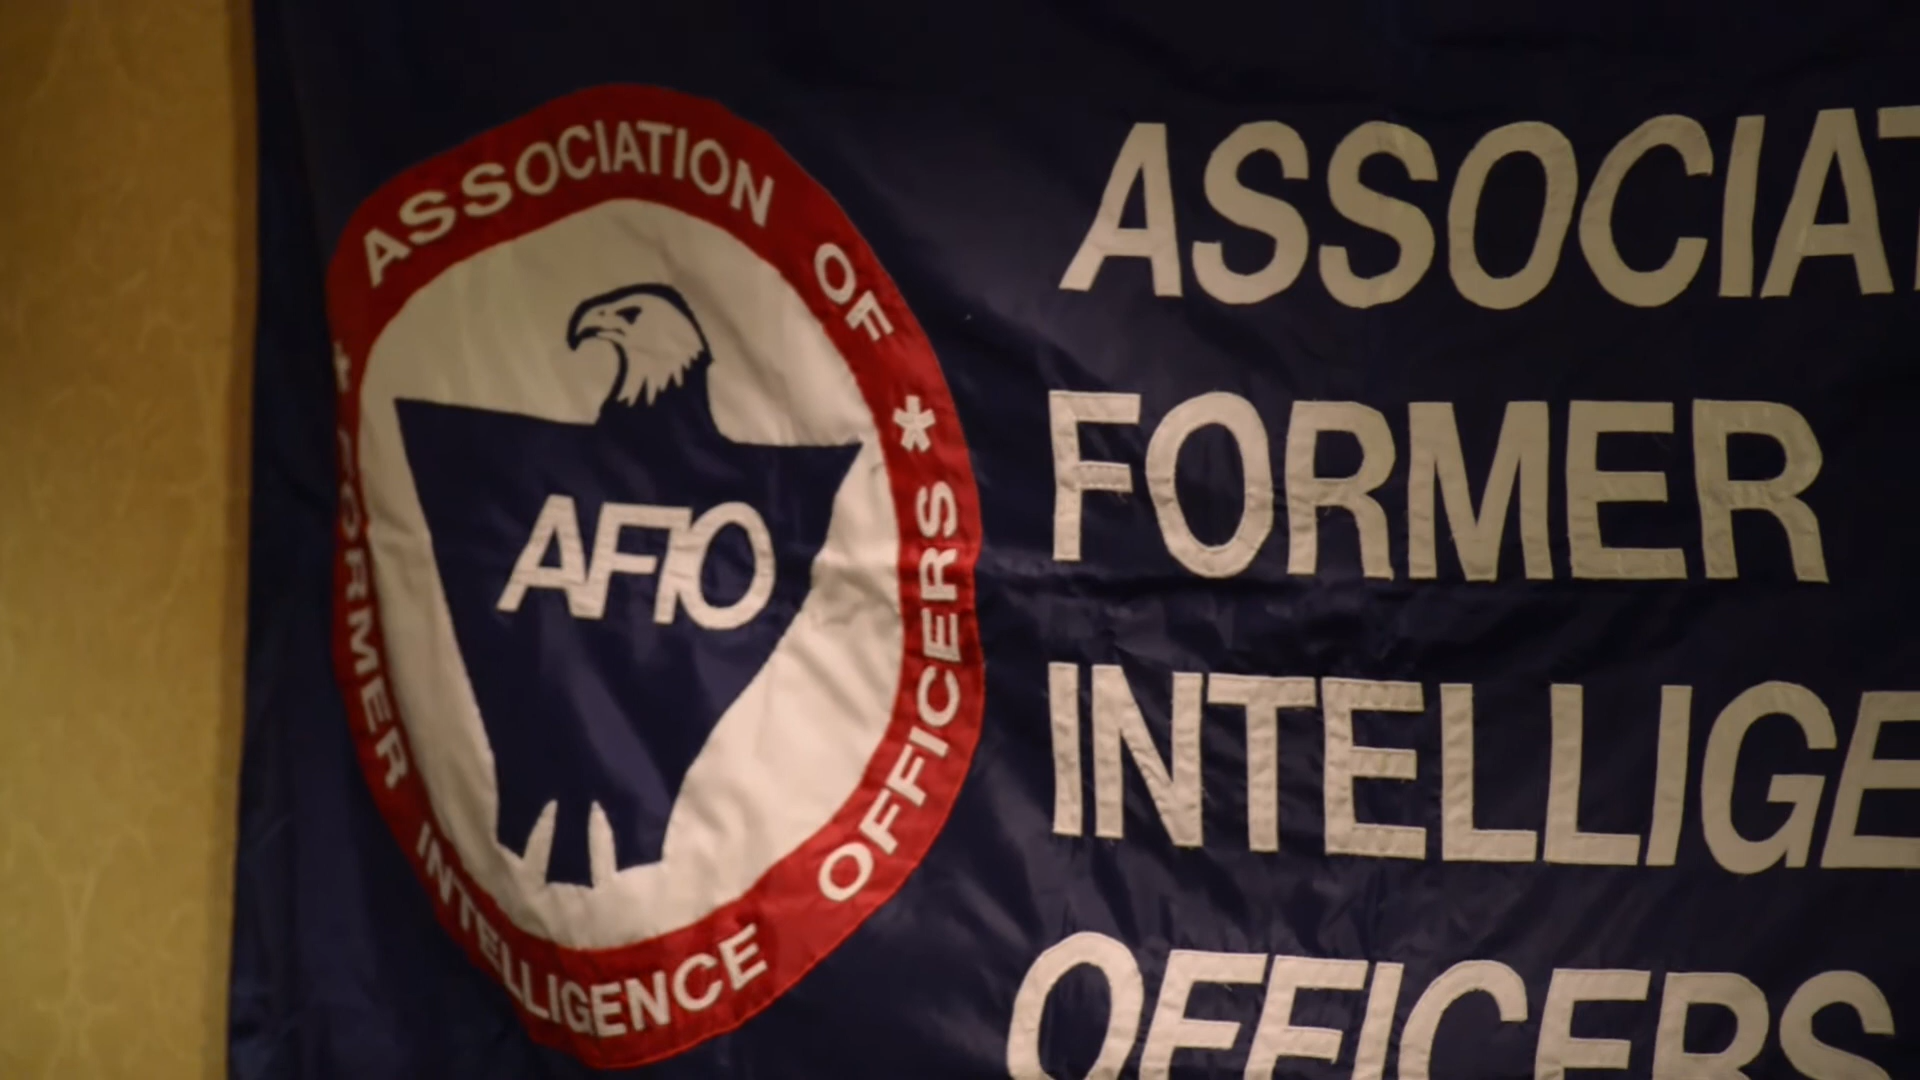 ASSOCIATION OF
* FORMER INTELLIGENCE OFFICERS *
AFIO
ASSOCIAT
FORMER
INTELLIGE
OFFICERS